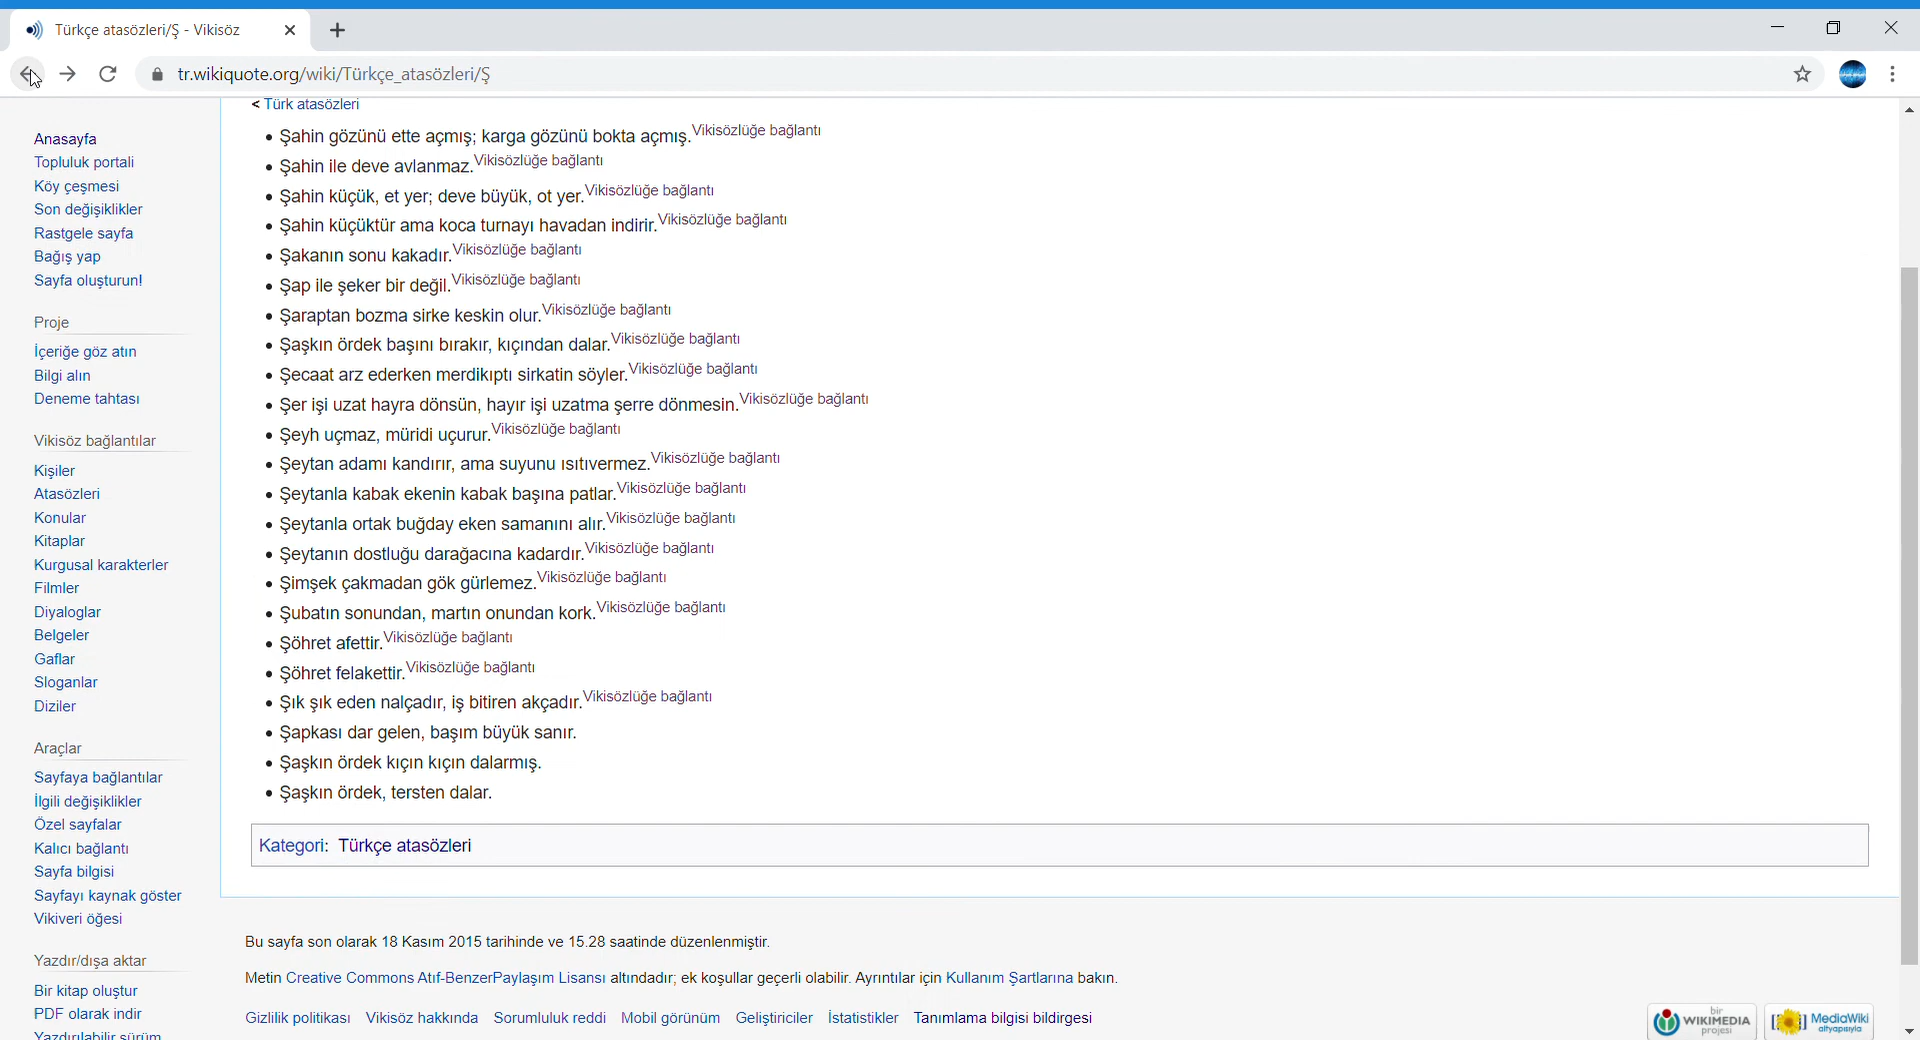 Türkçe atasözleri/Ş - Vikisöz
tr.wikiquote.org/wiki/Türkçe_atasözleri/Ş
< Türk atasözleri
Şahin gözünü ette açmış; karga gözünü bokta açmış.Vikisözlüğe bağlantı
Şahin ile deve avlanmaz.Vikisözlüğe bağlantı
Şahin küçük, et yer; deve büyük, ot yer.Vikisözlüğe bağlantı
Şahin küçüktür ama koca turnayı havadan indirir.Vikisözlüğe bağlantı
Şakanın sonu kakadır.Vikisözlüğe bağlantı
Şap ile şeker bir değil.Vikisözlüğe bağlantı
Şaraptan bozma sirke keskin olur.Vikisözlüğe bağlantı
Şaşkın ördek başını bırakır, kıçından dalar.Vikisözlüğe bağlantı
Şecaat arz ederken merdikıptı sirkatin söyler.Vikisözlüğe bağlantı
Şer işi uzat hayra dönsün, hayır işi uzatma şerre dönmesin.Vikisözlüğe bağlantı
Şeyh uçmaz, müridi uçurur.Vikisözlüğe bağlantı
Şeytan adamı kandırır, ama suyunu ısıtıvermez.Vikisözlüğe bağlantı
Şeytanla kabak ekenin kabak başına patlar.Vikisözlüğe bağlantı
Şeytanla ortak buğday eken samanını alır.Vikisözlüğe bağlantı
Şeytanın dostluğu darağacına kadardır.Vikisözlüğe bağlantı
Şimşek çakmadan gök gürlemez.Vikisözlüğe bağlantı
Şubatın sonundan, martın onundan kork.Vikisözlüğe bağlantı
Şöhret afettir.Vikisözlüğe bağlantı
Şöhret felakettir.Vikisözlüğe bağlantı
Şık şık eden nalçadır, iş bitiren akçadır.Vikisözlüğe bağlantı
Şapkası dar gelen, başım büyük sanır.
Şaşkın ördek kıçın kıçın dalarmış.
Şaşkın ördek, tersten dalar.
Kategori: Türkçe atasözleri
Anasayfa
Topluluk portali
Köy çeşmesi
Son değişiklikler
Rastgele sayfa
Bağış yap
Sayfa oluşturun!
Proje
İçeriğe göz atın
Bilgi alın
Deneme tahtası
Vikisöz bağlantılar
Kişiler
Atasözleri
Konular
Kitaplar
Kurgusal karakterler
Filmler
Diyaloglar
Belgeler
Gaflar
Sloganlar
Diziler
Araçlar
Sayfaya bağlantılar
İlgili değişiklikler
Özel sayfalar
Kalıcı bağlantı
Sayfa bilgisi
Sayfayı kaynak göster
Vikiveri öğesi
Yazdır/dışa aktar
Bir kitap oluştur
PDF olarak indir
Yazdırılabilir sürüm
Bu sayfa son olarak 18 Kasım 2015 tarihinde ve 15.28 saatinde düzenlenmiştir.
Metin Creative Commons Atıf-BenzerPaylaşım Lisansı altındadır; ek koşullar geçerli olabilir. Ayrıntılar için Kullanım Şartlarına bakın.
Gizlilik politikası Vikisöz hakkında Sorumluluk reddi Mobil görünüm Geliştiriciler İstatistikler Tanımlama bilgisi bildirgesi
bir
WIKIMEDIA
projesi
MediaWiki
altyapısıyla